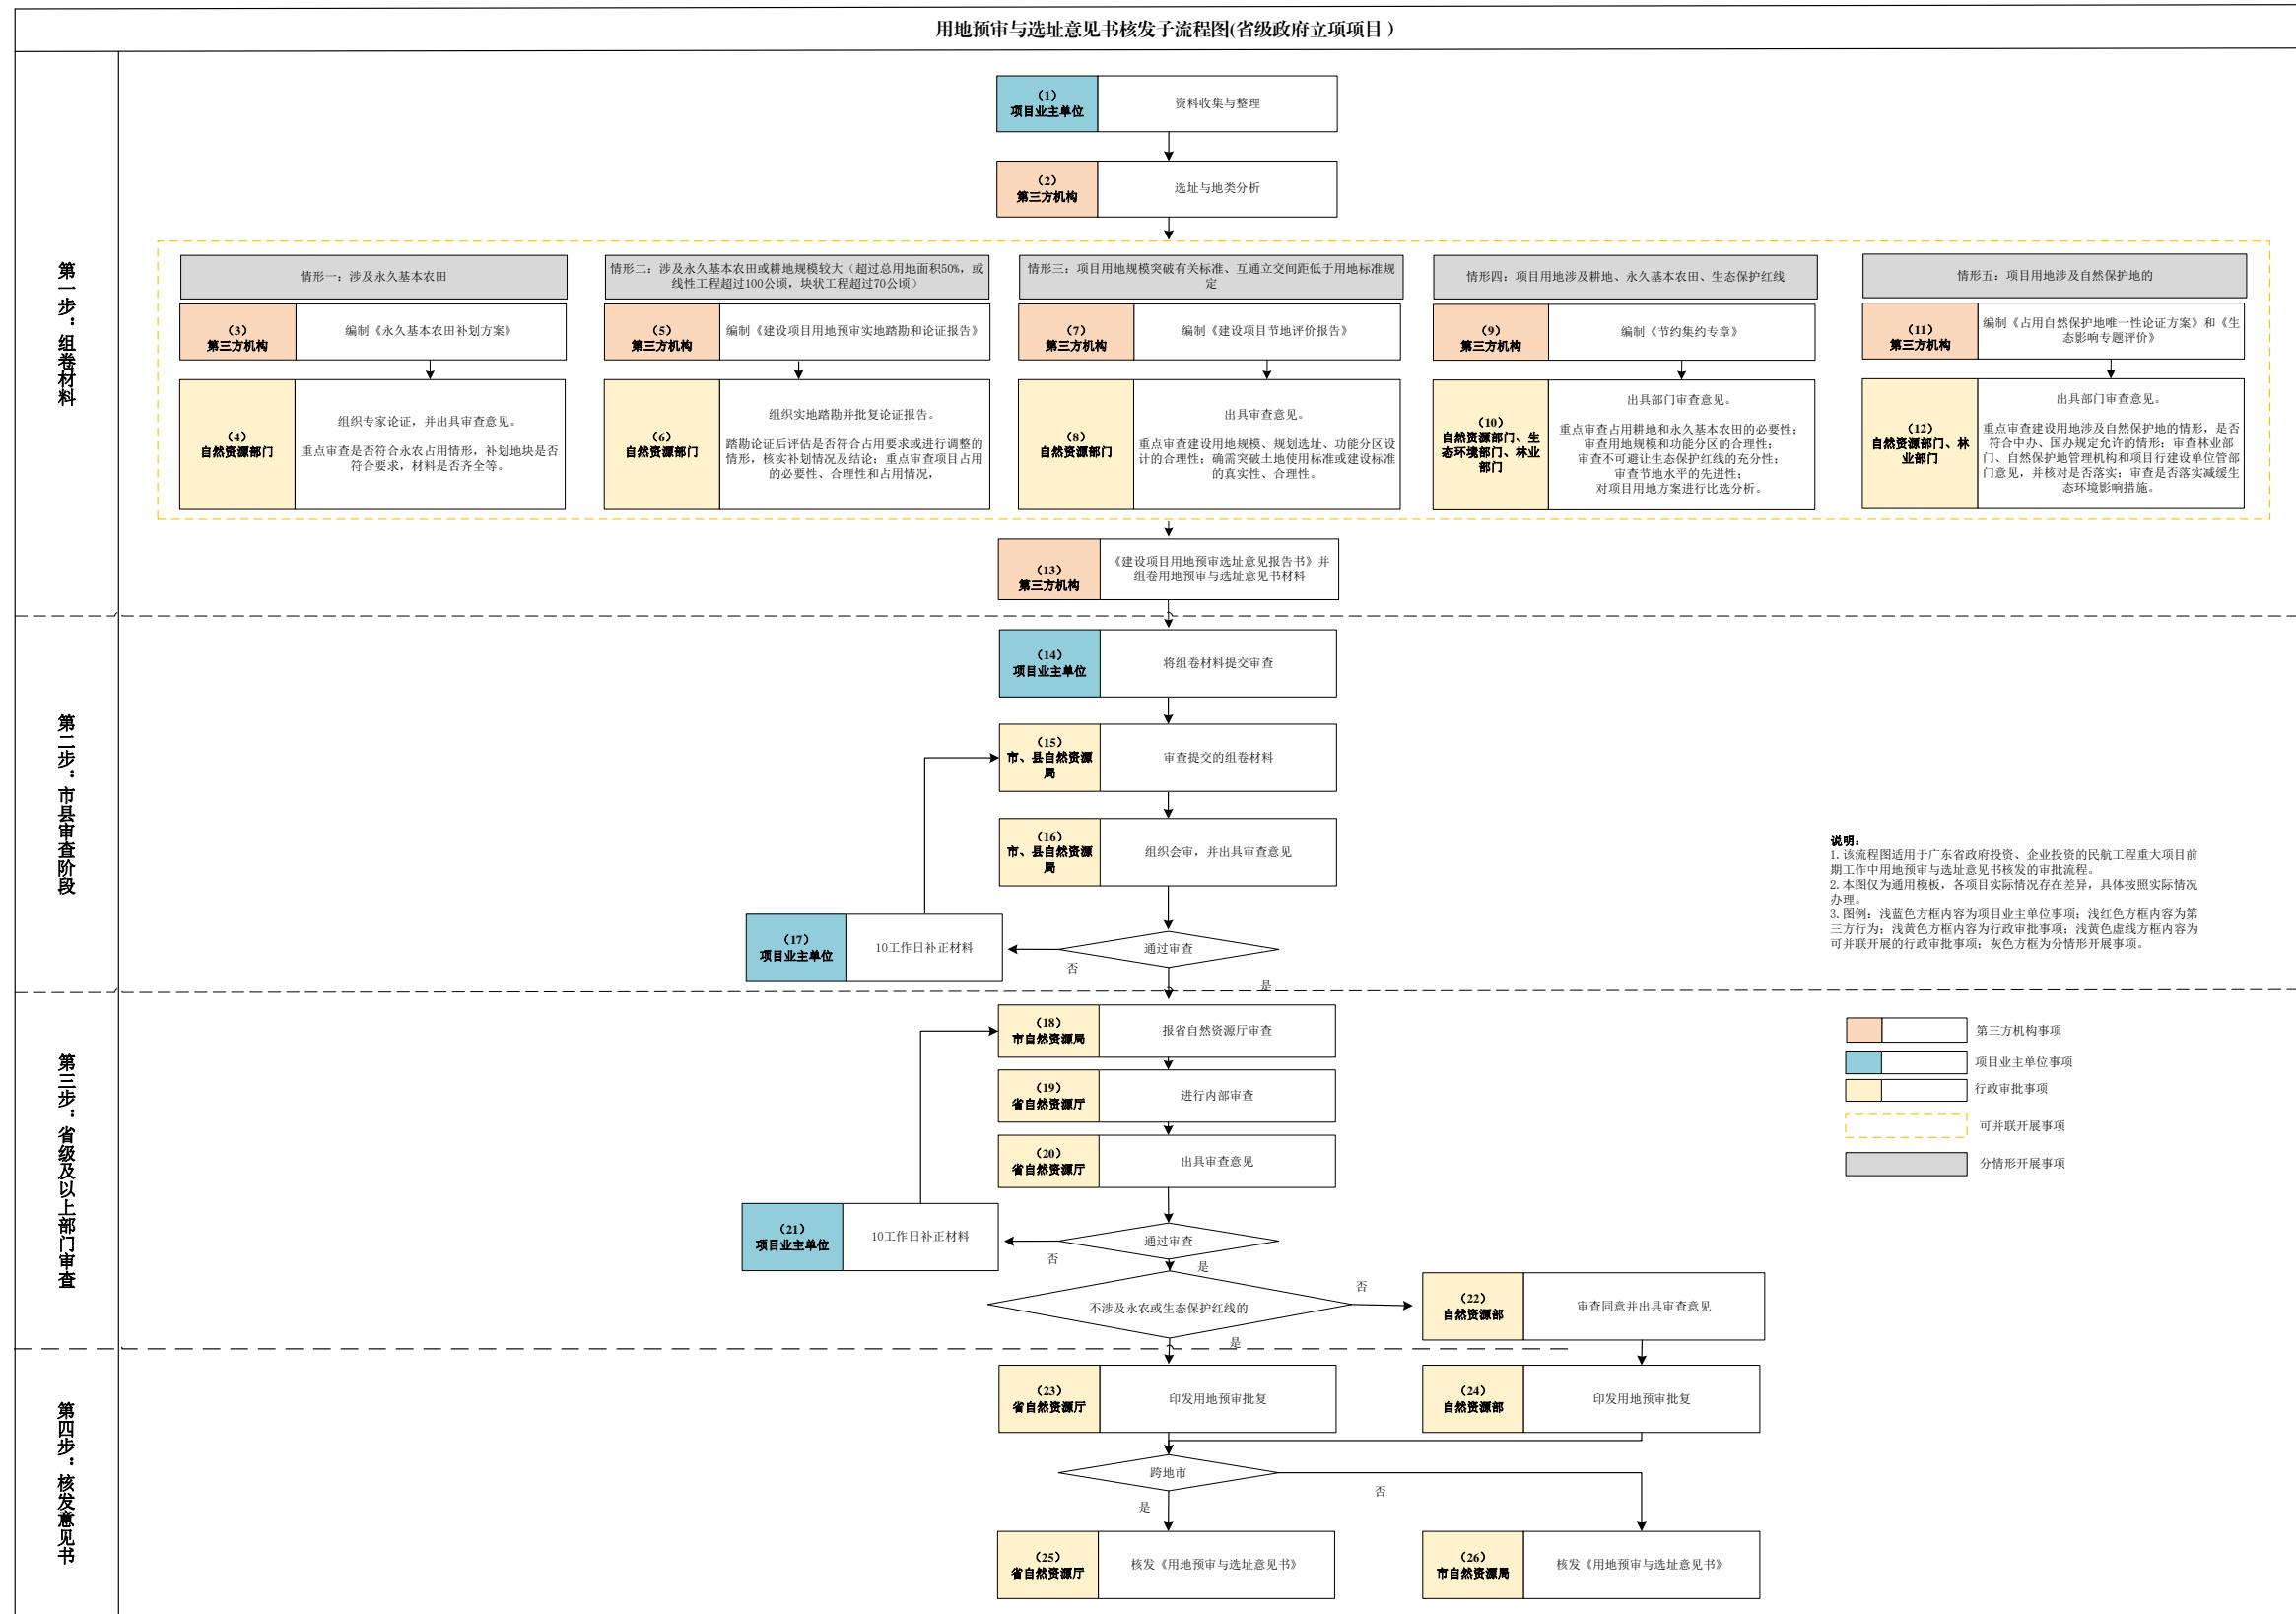 用地预审与选址意见书核发子流程图(省级政府立项项目）
第一步：组卷材料
（1）
项目业主单位
资料收集与整理
（2）
第三方机构
选址与地类分析
情形一：涉及永久基本农田
（3）
第三方机构
编制《永久基本农田补划方案》
（4）
自然资源部门
组织专家论证，并出具审查意见。
重点审查是否符合永农占用情形，补划地块是否
符合要求，材料是否齐全等。
情形二：涉及永久基本农田或耕地规模较大（超过总用地面积50%，或
线性工程超过100公顷，块状工程超过70公顷）
（5）
第三方机构
编制《建设项目用地预审实地踏勘和论证报告》
（6）
自然资源部门
组织实地踏勘并批复论证报告。
踏勘论证后评估是否符合占用要求或进行调整的
情形，核实补划情况及结论；重点审查项目占用
的必要性、合理性和占用情况，
情形三：项目用地规模突破有关标准、互通立交间距低于用地标准规
定
（7）
第三方机构
编制《建设项目节地评价报告》
（8）
自然资源部门
出具审查意见。
重点审查建设用地规模、规划选址、功能分区设
计的合理性；确需突破土地使用标准或建设标准
的真实性、合理性。
情形四：项目用地涉及耕地、永久基本农田、生态保护红线
（9）
第三方机构
编制《节约集约专章》
（10）
自然资源部门、生
态环境部门、林业
部门
出具部门审查意见。
重点审查占用耕地和永久基本农田的必要性；
审查用地规模和功能分区的合理性；
审查不可避让生态保护红线的充分性；
审查节地水平的先进性；
对项目用地方案进行比选分析。
情形五：项目用地涉及自然保护地的
（11）
第三方机构
编制《占用自然保护地唯一性论证方案》和《生
态影响专题评价》
（12）
自然资源部门、林
业部门
出具部门审查意见。
重点审查建设用地涉及自然保护地的情形，是否
符合中办、国办规定允许的情形；审查林业部
门、自然保护地管理机构和项目行建设单位管部
门意见，并核对是否落实；审查是否落实减缓生
态环境影响措施。
（13）
第三方机构
《建设项目用地预审选址意见报告书》并
组卷用地预审与选址意见书材料
第二步：市县审查阶段
（14）
项目业主单位
将组卷材料提交审查
（15）
市、县自然资源
局
审查提交的组卷材料
（16）
市、县自然资源
局
组织会审，并出具审查意见
（17）
项目业主单位
10工作日补正材料
通过审查
否
是
说明：
1.该流程图适用于广东省政府投资、企业投资的民航工程重大项目前
期工作中用地预审与选址意见书核发的审批流程。
2.本图仅为通用模板，各项目实际情况存在差异，具体按照实际情况
办理。
3.图例：浅蓝色方框内容为项目业主单位事项；浅红色方框内容为第
三方行为；浅黄色方框内容为行政审批事项；浅黄色虚线方框内容为
可并联开展的行政审批事项；灰色方框为分情形开展事项。
第三步：省级及以上部门审查
（18）
市自然资源局
报省自然资源厅审查
（19）
省自然资源厅
进行内部审查
（20）
省自然资源厅
出具审查意见
（21）
项目业主单位
10工作日补正材料
通过审查
否
是
不涉及永农或生态保护红线的
否
是
（22）
自然资源部
审查同意并出具审查意见
第三方机构事项
项目业主单位事项
行政审批事项
可并联开展事项
分情形开展事项
第四步：核发意见书
（23）
省自然资源厅
印发用地预审批复
（24）
自然资源部
印发用地预审批复
跨地市
是
否
（25）
省自然资源厅
核发《用地预审与选址意见书》
（26）
市自然资源局
核发《用地预审与选址意见书》